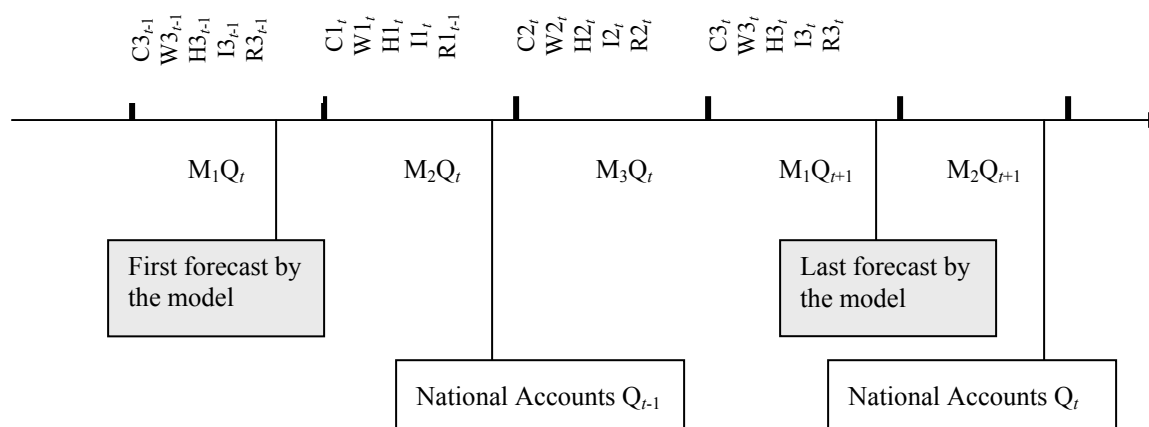 C3t-1
W3t-1
H3t-1
I3t-1
R3t-1
C1t
W1t
H1t
I1t
R1t-1
C2t
W2t
H2t
I2t
R2t
C3t
W3t
H3t
I3t
R3t
M1Qt
M2Qt
M3Qt
M1Qt+1
M2Qt+1
First forecast by
the model
Last forecast by
the model
National Accounts Qt-1
National Accounts Qt